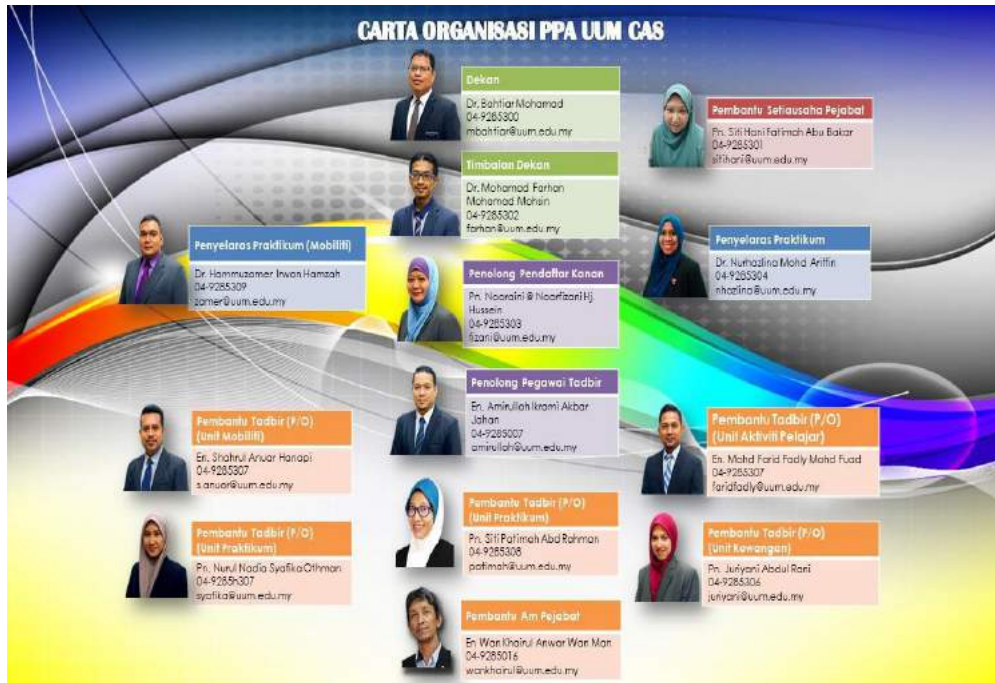 CARTA ORGANISASI PPA UUM CAS
Dekan
Dr. Bahtiar Mohamad
04-9285300
mbahtiar@uum.edu.my
Pembantu Setiausaha Pejabat
Pn. Siti Hani Fatimah Abu Bakar
04-9285301
sitihani@uum.edu.my
Timbalan Dekan
Dr. Mohamad Farhan
Mohamad Mohsin
04-9285302
farhan@uum.edu.my
Penyelaras Praktikum (Mobiliti)
Dr. Hammuzamer Irwan Hamzah
04-9285309
zamer@uum.edu.my
Penyelaras Praktikum
Dr. Nurhazlina Mohd Ariffin
04-9285304
nhazlina@uum.edu.my
Penolong Pendaftar Kanan
Pn. Nooraini @ Noorfizani Hj.
Hussein
04-9285303
fizani@uum.edu.my
Penolong Pegawai Tadbir
En. Amirullah Ikrami Akbar
Jahan
04-9285007
amirullah@uum.edu.my
Pembantu Tadbir (P/O)
(Unit Mobiliti)
En. Shahrul Anuar Hanapi
04-9285307
s.anuar@uum.edu.my
Pembantu Tadbir (P/O)
(Unit Aktiviti Pelajar)
En. Mohd Farid Fadly Mohd Fuad
04-9285307
faridfadly@uum.edu.my
Pembantu Tadbir (P/O)
(Unit Praktikum)
Pn. Siti Patimah Abd Rahman
04-9285308
patimah@uum.edu.my
Pembantu Tadbir (P/O)
(Unit Praktikum)
Pn. Nurul Nadia Syafika Othman
04-9285h307
syafika@uum.edu.my
Pembantu Tadbir (P/O)
(Unit Kewangan)
Pn. Juriyani Abdul Rani
04-9285306
juriyani@uum.edu.my
Pembantu Am Pejabat
En Wan Khairul Anwar Wan Man
04-9285016
wankhairul@uum.edu.my